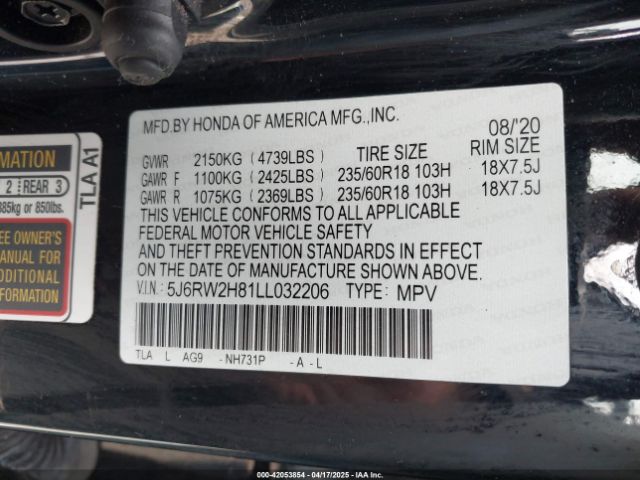 MFD.BY HONDA OF AMERICA MFG.,INC.
08/'20
GVWR 2150KG (4739LBS) TIRE SIZE RIM SIZE
GAWR F 1100KG (2425LBS) 235/60R18 103H 18X7.5J
GAWR R 1075KG (2369LBS) 235/60R18 103H 18X7.5J
THIS VEHICLE CONFORMS TO ALL APPLICABLE
FEDERAL MOTOR VEHICLE SAFETY
AND THEFT PREVENTION STANDARDS IN EFFECT
ON THE DATE OF MANUFACTURE SHOWN ABOVE.
V.I.N.: 5J6RW2H81LL032206 TYPE: MPV
TLA L AG9 -NH731P -A-L
MATION
2 REAR 3
385kg or 850lbs.
EE OWNER'S
MANUAL FOR
ADDITIONAL
FORMATION
TLA A1
000-42053854 - 04/17/2025 - IAAI, Inc.